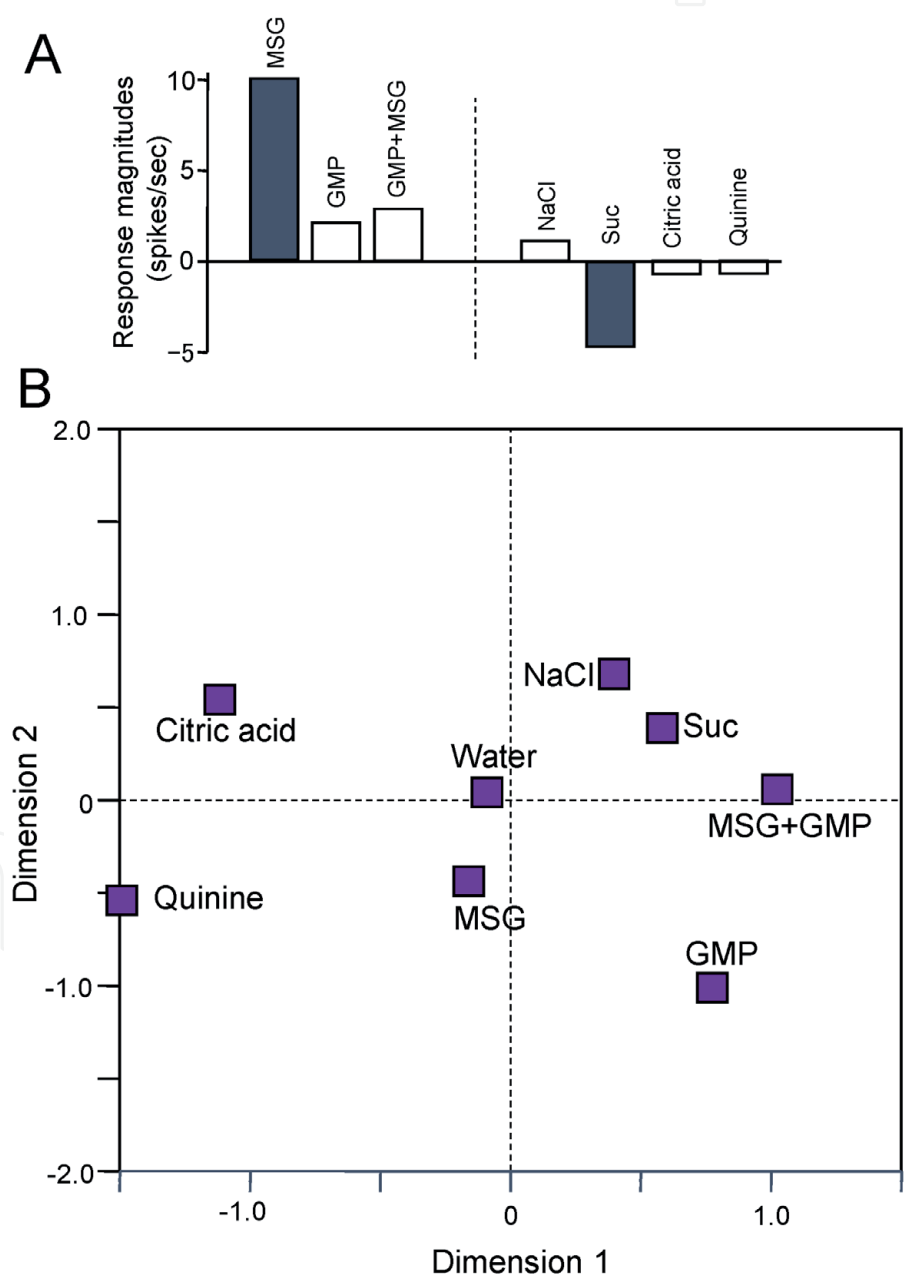 A
MSG
GMP
GMP+MSG
NaCl
Suc
Citric acid
Quinine
Response magnitudes
(spikes/sec)
10
5
0
−5
B
2.0
1.0
0
-1.0
-2.0
Dimension 2
NaCl
Suc
Citric acid
Water
MSG+GMP
Quinine
MSG
GMP
-1.0
0
1.0
Dimension 1